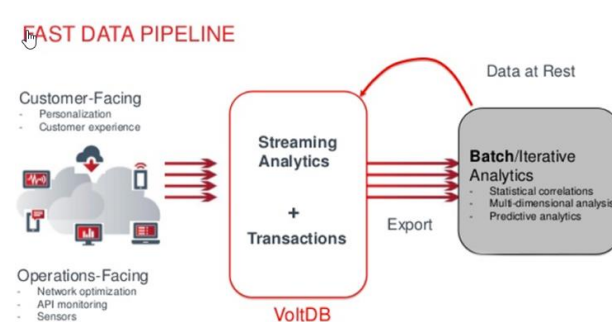 FAST DATA PIPELINE
Customer-Facing
- Personalization
- Customer experience
Operations-Facing
- Network optimization
- API monitoring
- Sensors
Streaming
Analytics
+
Transactions
VoltDB
Export
Data at Rest
Batch/Iterative
Analytics
- Statistical correlations
- Multi-dimensional analysis
- Predictive analytics